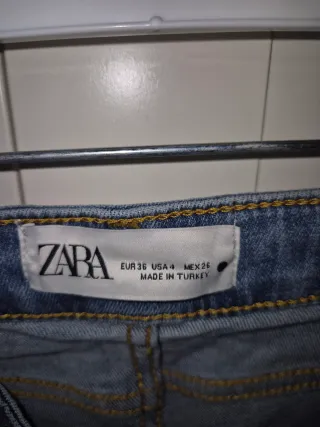 ZARA
EUR 36 USA 4 MEX 26
MADE IN TURKEY